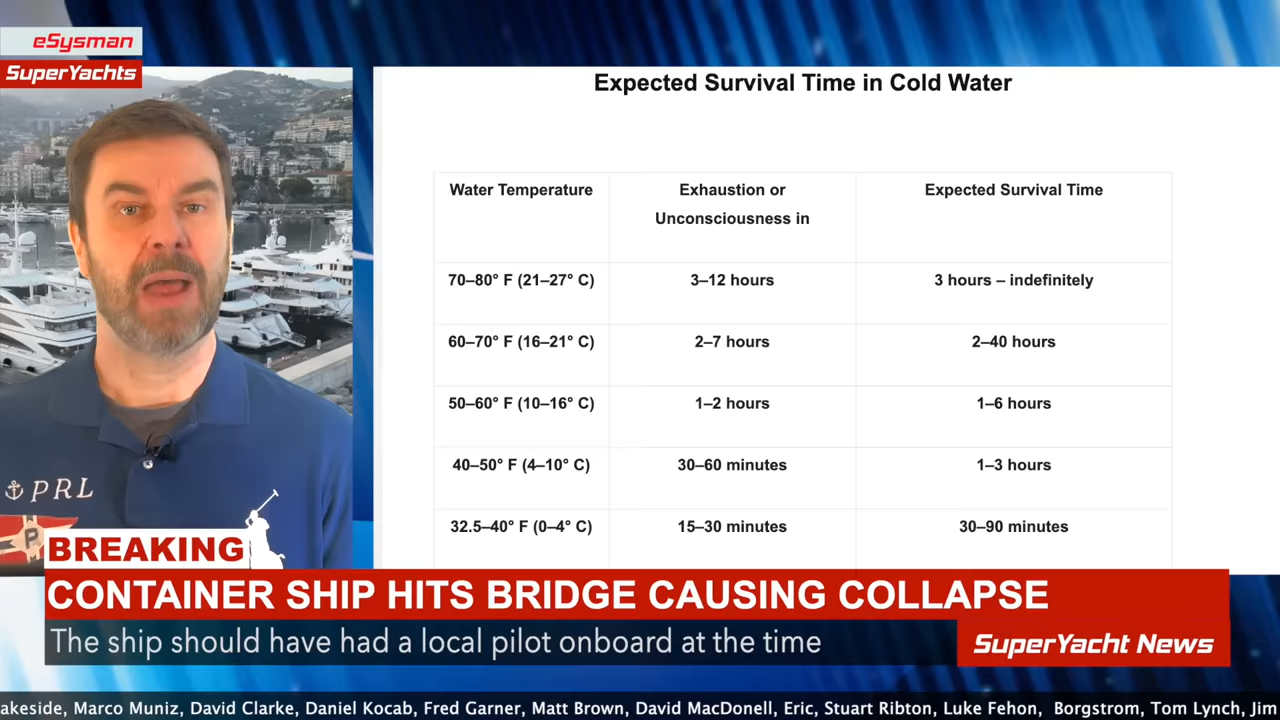 eSysman
SuperYachts
Expected Survival Time in Cold Water
Water Temperature
Exhaustion or
Unconsciousness in
Expected Survival Time
70–80° F (21–27° C)
3–12 hours
3 hours – indefinitely
60–70° F (16–21° C)
2–7 hours
2–40 hours
50–60° F (10–16° C)
1–2 hours
1–6 hours
40–50° F (4–10° C)
30–60 minutes
1–3 hours
32.5–40° F (0–4° C)
15–30 minutes
30–90 minutes
PRL
P
BREAKING
CONTAINER SHIP HITS BRIDGE CAUSING COLLAPSE
The ship should have had a local pilot onboard at the time
SuperYacht News
akeside, Marco Muniz, David Clarke, Daniel Kocab, Fred Garner, Matt Brown, David MacDonell, Eric, Stuart Ribton, Luke Fehon, Borgstrom, Tom Lynch, Jim